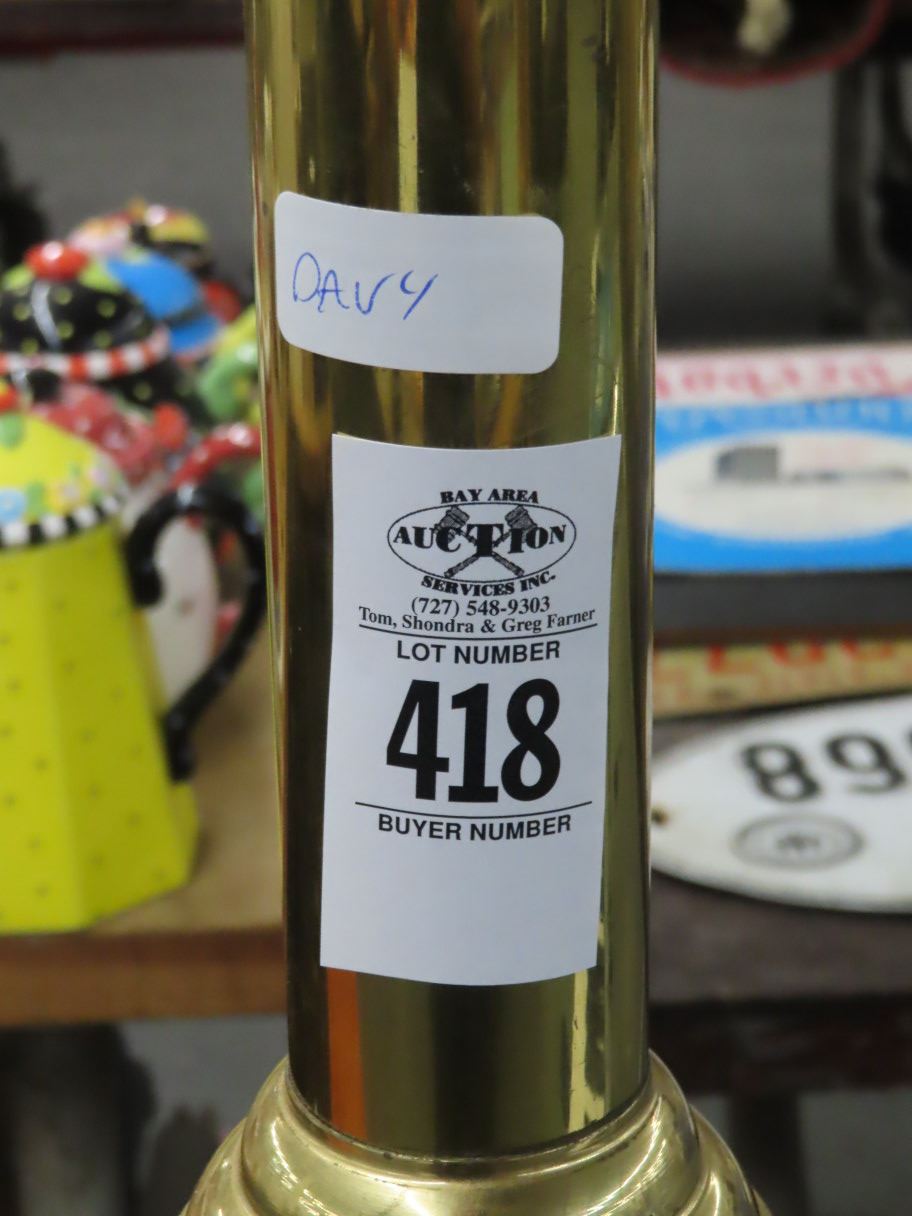 DAVY
BAY AREA
AUCTION
SERVICES INC.
(727) 548-9303
Tom, Shondra & Greg Farner
LOT NUMBER
418
BUYER NUMBER